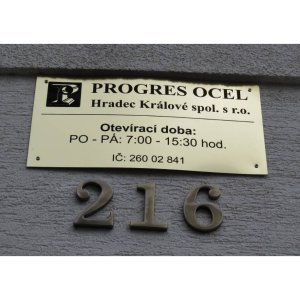 PROGRES OCEL
Hradec Králové spol. s r.o.
Otevírací doba:
PO - PÁ: 7:00 - 15:30 hod.
IČ: 260 02 841
216